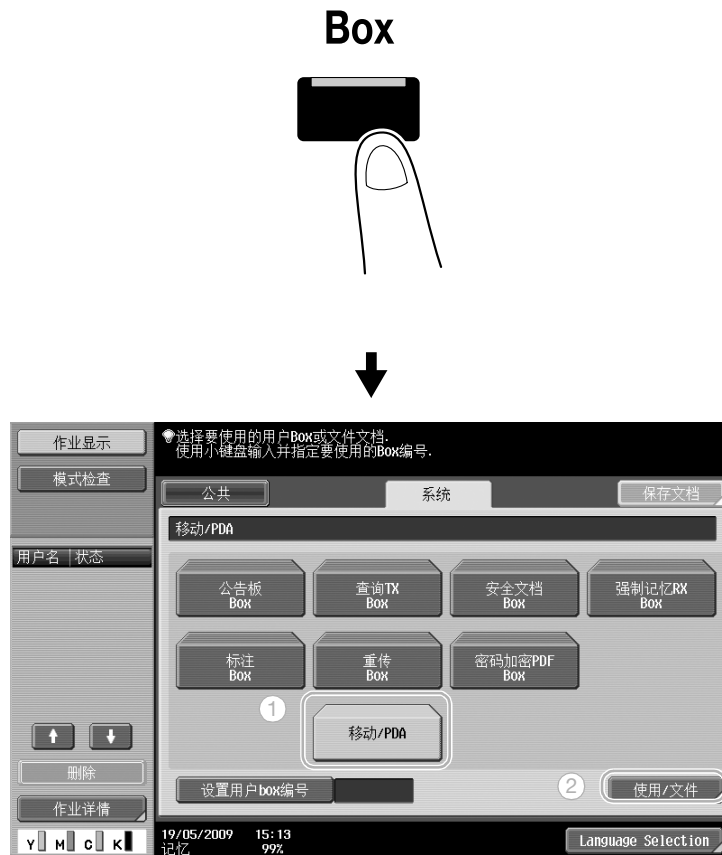 Box
作业显示
模式检查
用户名 状态
↑ ↓
删除
作业详情
Y M C K
选择要使用的用户Box或文件文档.
使用小键盘输入并指定要使用的Box编号.
公共 系统 保存文档
移动/PDA
公告板 查询TX 安全文档 强制记忆RX
Box Box Box Box
标注 重传 密码加密PDF
Box Box Box
1
移动/PDA
设置用户box编号 2 使用/文件
19/05/2009 15:13
记忆 99%
Language Selection